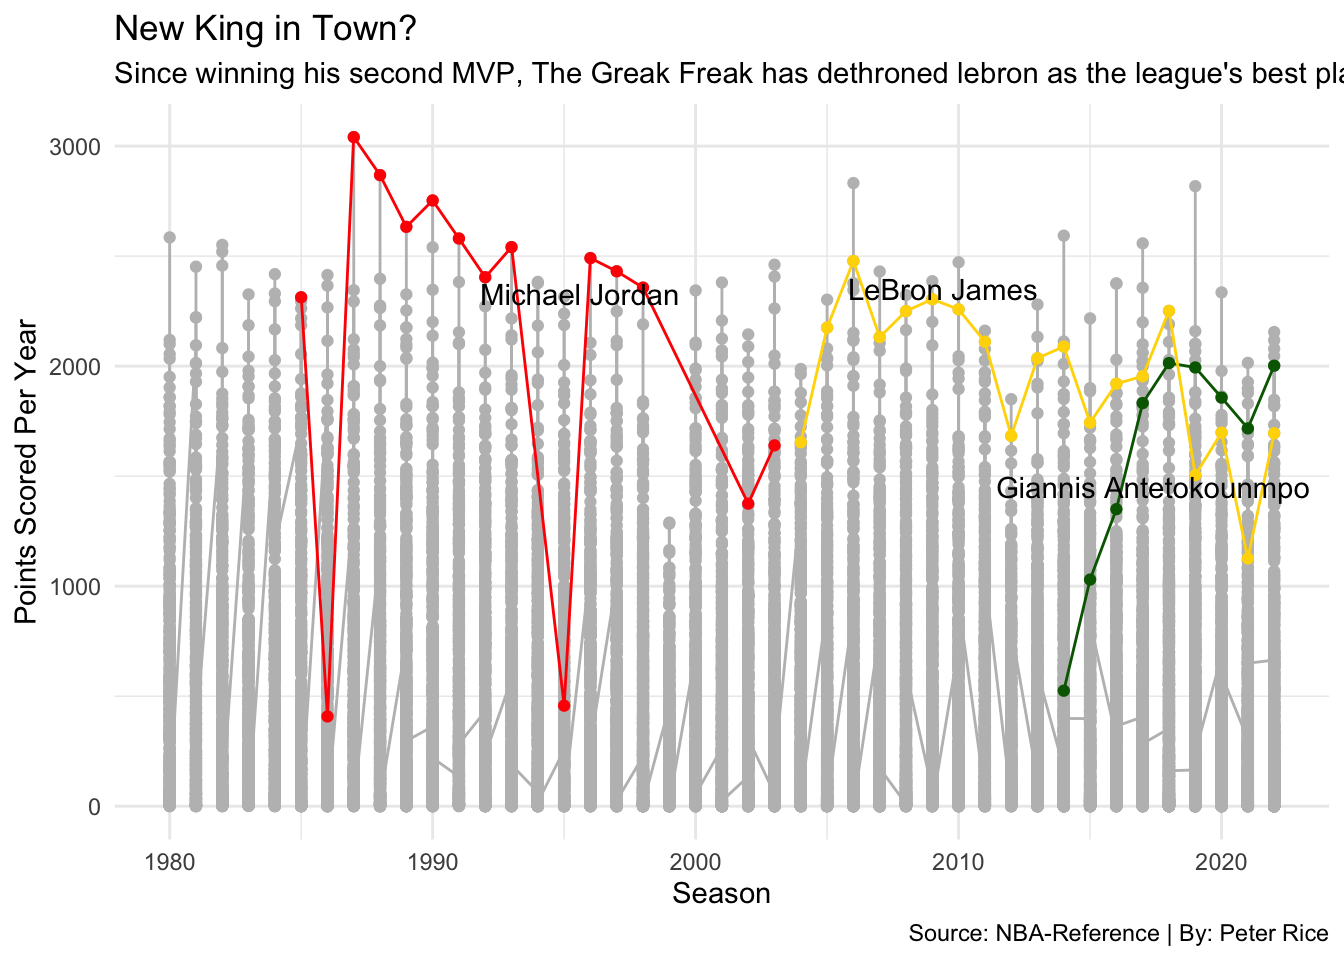 New King in Town?
Since winning his second MVP, The Greak Freak has dethroned lebron as the league's best pla
Points Scored Per Year
3000
2000
1000
0
Michael Jordan
LeBron James
Giannis Antetokounmpo
1980
1990
2000
2010
2020
Season
Source: NBA-Reference | By: Peter Rice